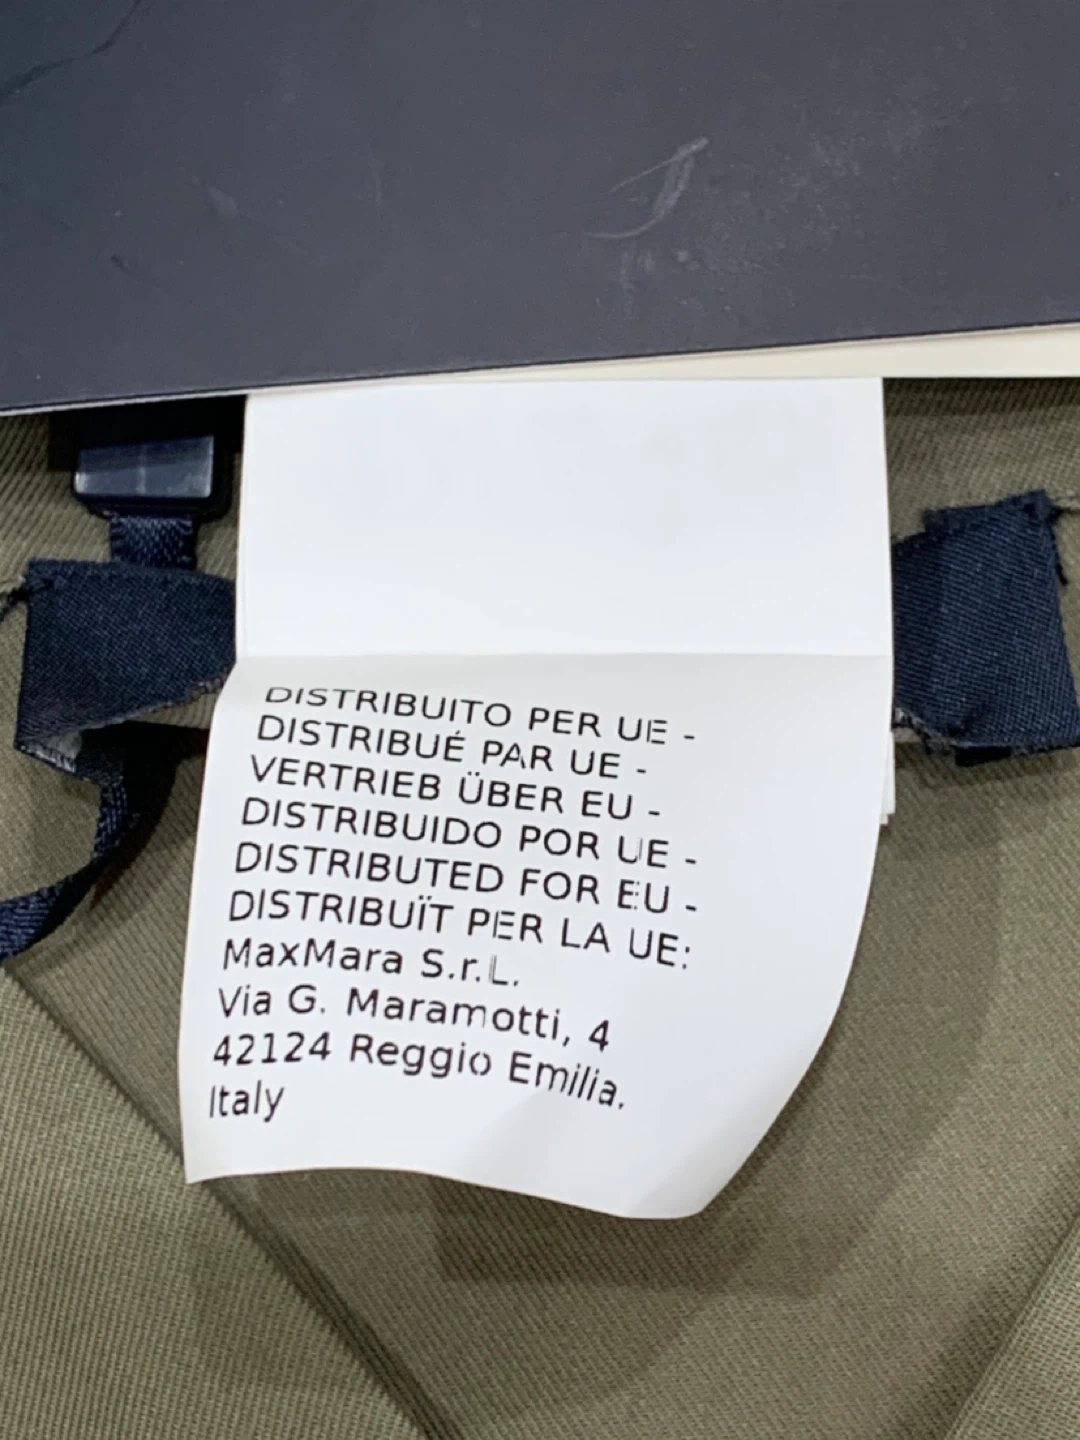 DISTRIBUITO PER UE -
DISTRIBUÉ PAR UE -
VERTRIEB ÜBER EU -
DISTRIBUIDO POR UE -
DISTRIBUTED FOR EU -
DISTRIBUÏT PER LA UE:
MaxMara S.r.L.
Via G. Maramotti, 4
42124 Reggio Emilia.
Italy